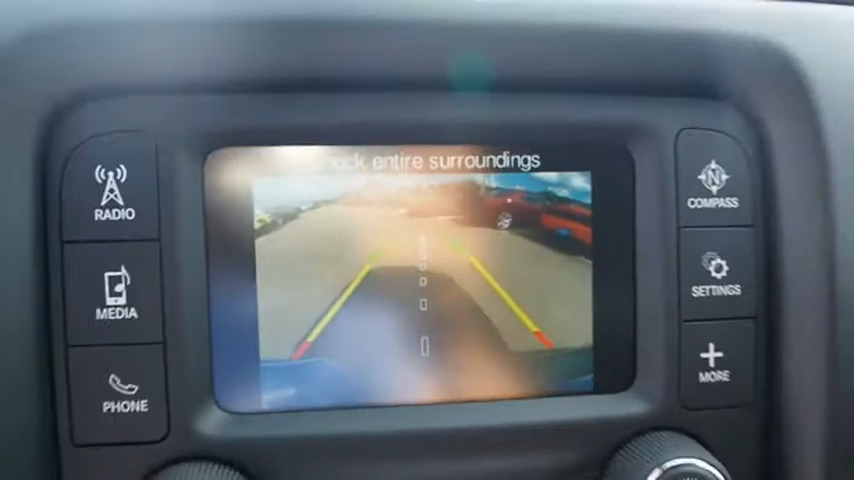 entire surroundings
RADIO
N
COMPASS
MEDIA
SETTINGS
PHONE
MORE